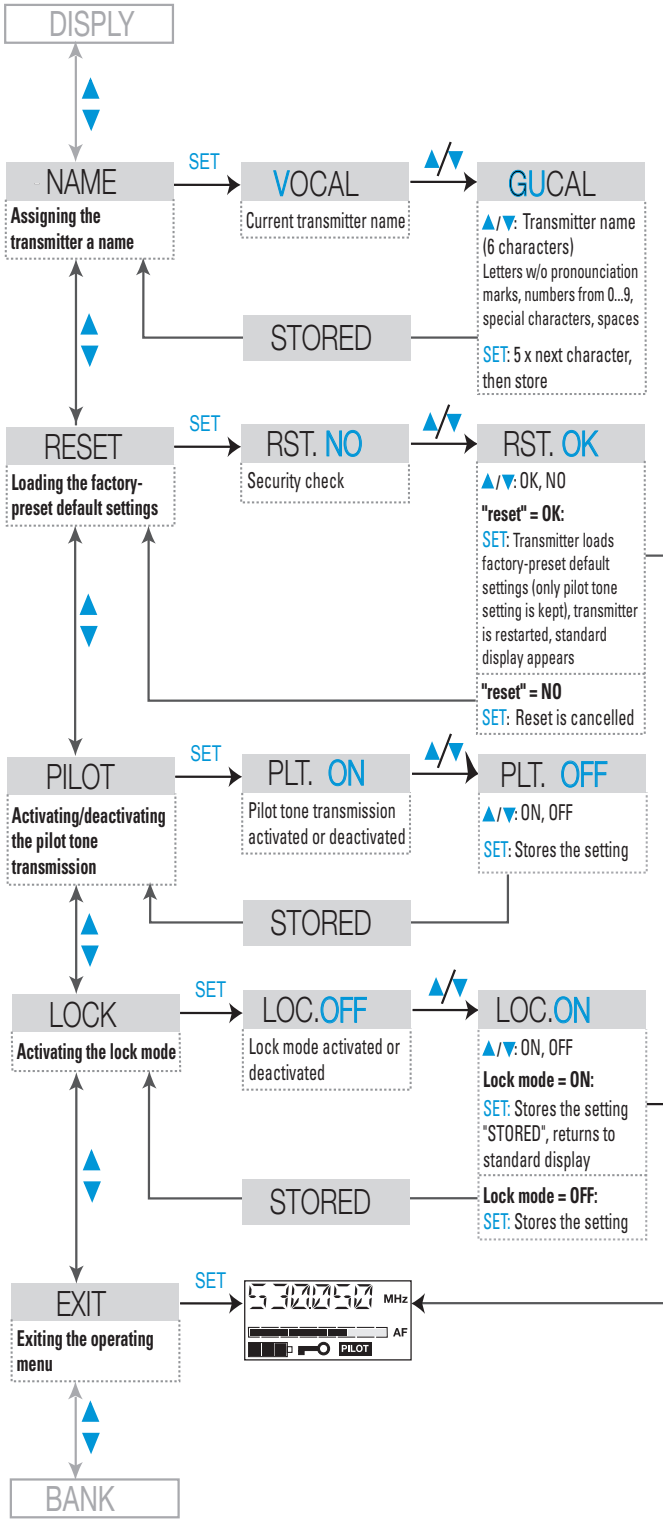 DISPLY
NAME
Assigning the
transmitter a name
SET
VOCAL
Current transmitter name
▲/▼
GUCAL
▲/▼: Transmitter name
(6 characters)
Letters w/o pronounciation
marks, numbers from 0...9,
special characters, spaces
SET: 5 x next character,
then store
STORED
RESET
Loading the factory-
preset default settings
SET
RST. NO
Security check
▲/▼
RST. OK
▲/▼: OK, NO
"reset" = OK:
SET: Transmitter loads
factory-preset default
settings (only pilot tone
setting is kept), transmitter
is restarted, standard
display appears
"reset" = NO
SET: Reset is cancelled
PILOT
Activating/deactivating
the pilot tone
transmission
SET
PLT. ON
Pilot tone transmission
activated or deactivated
▲/▼
PLT. OFF
▲/▼: ON, OFF
SET: Stores the setting
STORED
LOCK
Activating the lock mode
SET
LOC.OFF
Lock mode activated or
deactivated
▲/▼
LOC.ON
▲/▼: ON, OFF
Lock mode = ON:
SET: Stores the setting
"STORED", returns to
standard display
Lock mode = OFF:
SET: Stores the setting
STORED
EXIT
Exiting the operating
menu
SET
530050 MHz
AF
PILOT
BANK